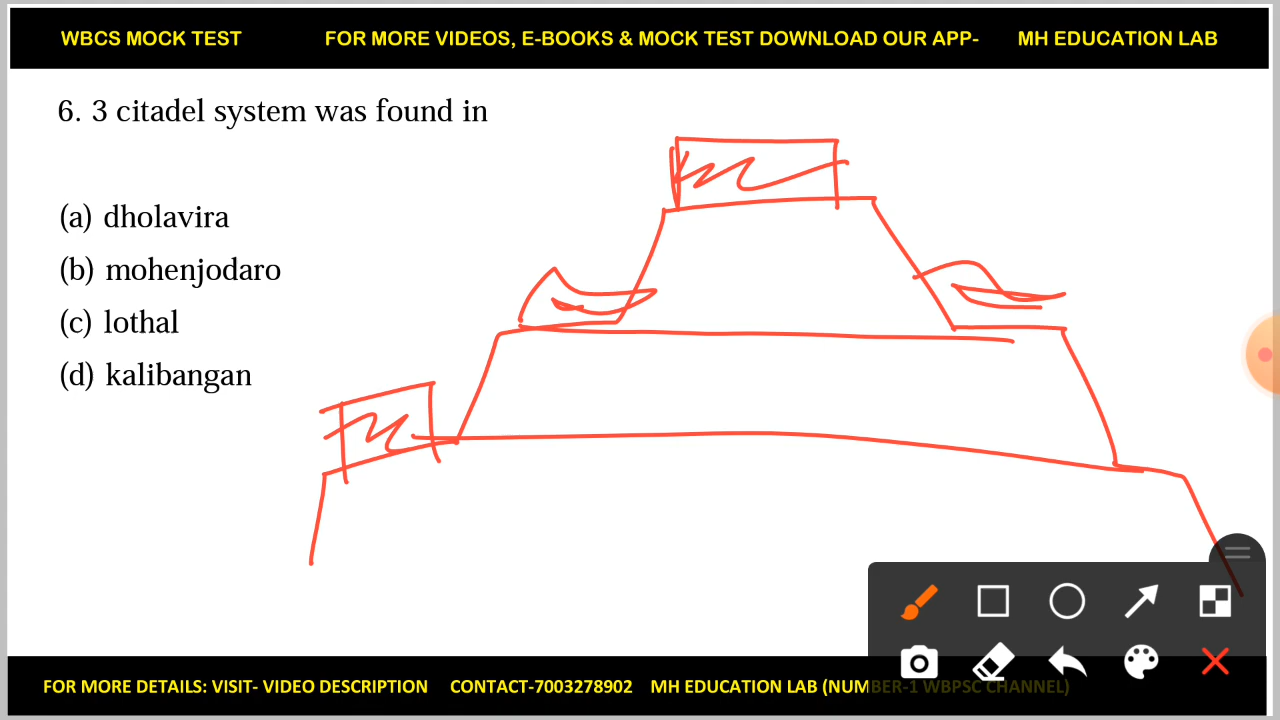 WBCS MOCK TEST FOR MORE VIDEOS, E-BOOKS & MOCK TEST DOWNLOAD OUR APP- MH EDUCATION LAB
6. 3 citadel system was found in
(a) dholavira
(b) mohenjodaro
(c) lothal
(d) kalibangan
FOR MORE DETAILS: VISIT- VIDEO DESCRIPTION CONTACT-7003278902 MH EDUCATION LAB (NUMBER-1 WBPSC CHANNEL)